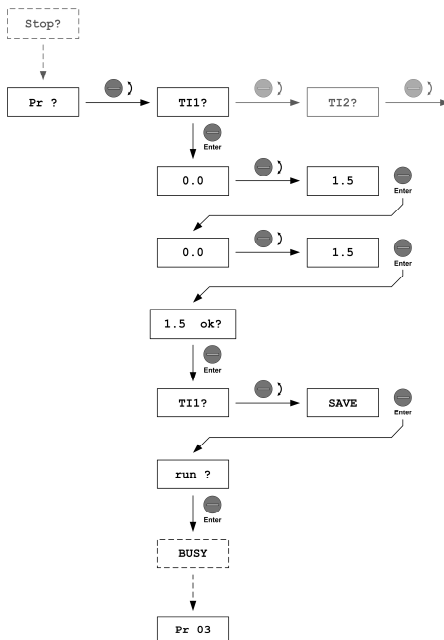 Stop?
Pr ?
TI1?
TI2?
Enter
0.0
1.5
Enter
0.0
1.5
Enter
1.5 ok?
Enter
TI1?
SAVE
Enter
run ?
Enter
BUSY
Pr 03